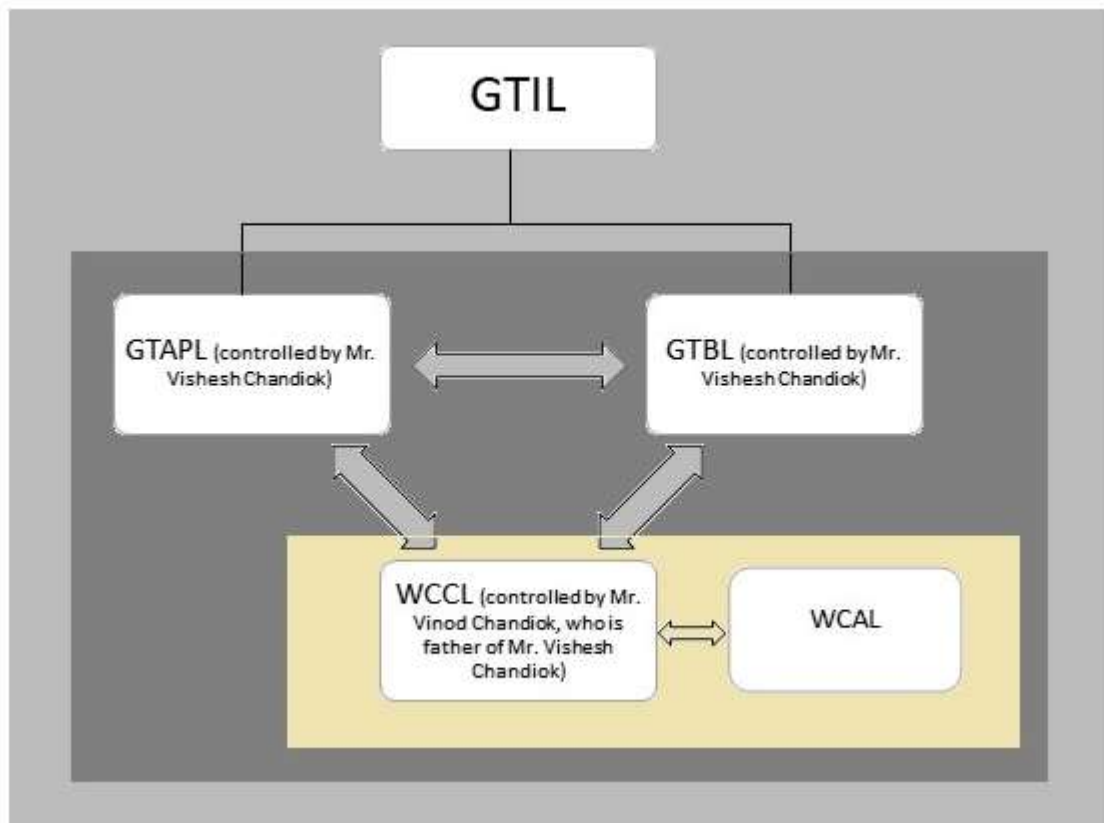 GTIL
GTAPL (controlled by Mr.
Vishesh Chandiok)
GTBL (controlled by Mr.
Vishesh Chandiok)
WCCL (controlled by Mr.
Vinod Chandiok, who is
father of Mr. Vishesh
Chandiok)
WCAL